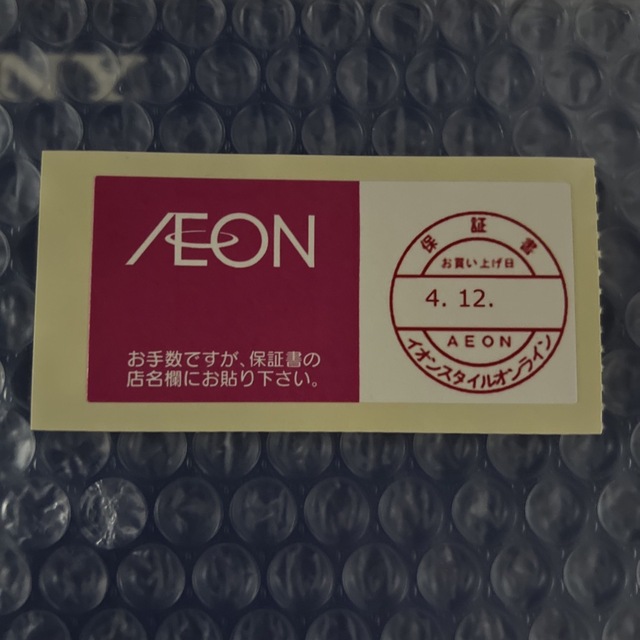 ÆON
お手数ですが、保証書の
店名欄にお貼り下さい。
保証書
お買い上げ日
4. 12.
AEON
イオンスタイルオンライン